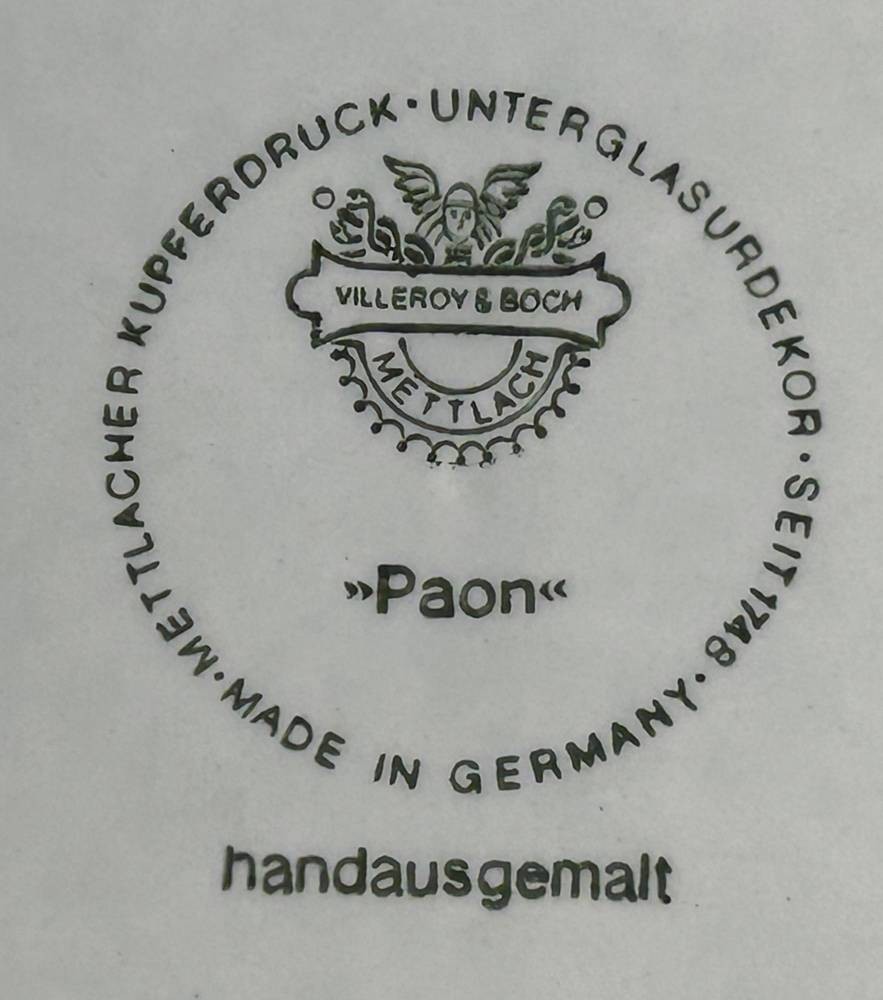 METTLACHER KUPFERDRUCK · UNTERGLASURDEKOR · SEIT 1748 ·
MADE IN GERMANY ·
VILLEROY & BOCH
METTLACH
»Paon«
handausgemalt